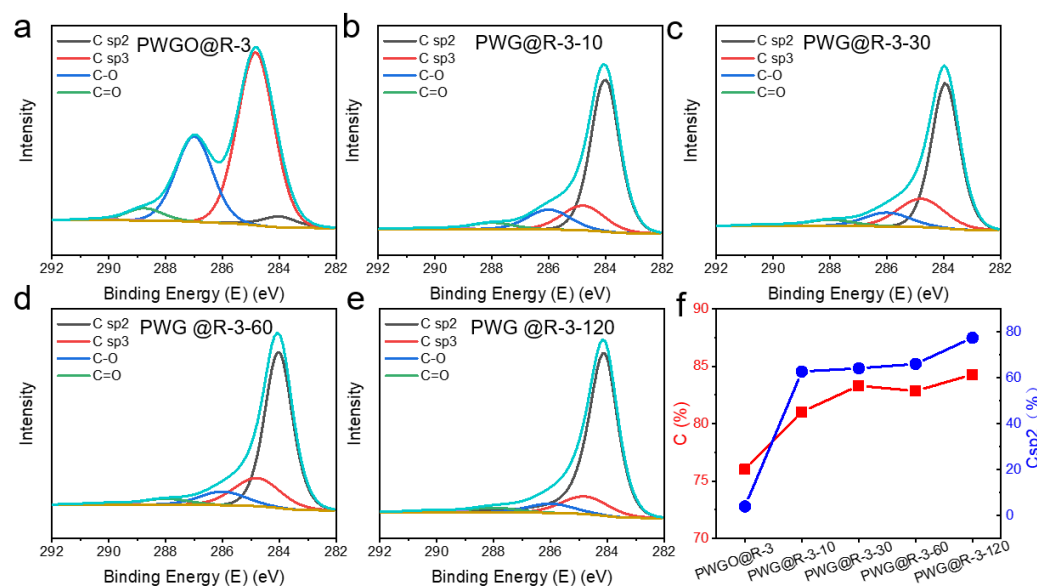 a
PWGO@R-3
C sp2
C sp3
C-O
C=O
Intensity
292 290 288 286 284 282
Binding Energy (E) (eV)
b
PWG@R-3-10
C sp2
C sp3
C-O
C=O
Intensity
292 290 288 286 284 282
Binding Energy (E) (eV)
c
PWG@R-3-30
C sp2
C sp3
C-O
C=O
Intensity
292 290 288 286 284 282
Binding Energy (E) (eV)
d
PWG @R-3-60
C sp2
C sp3
C-O
C=O
Intensity
292 290 288 286 284 282
Binding Energy (E) (eV)
e
PWG @R-3-120
C sp2
C sp3
C-O
C=O
Intensity
292 290 288 286 284 282
Binding Energy (E) (eV)
f
90
85
80
75
70
C (%)
80
60
40
20
0
Csp2 (%)
PWGO@R-3
PWG@R-3-10
PWG@R-3-30
PWG@R-3-60
PWG@R-3-120